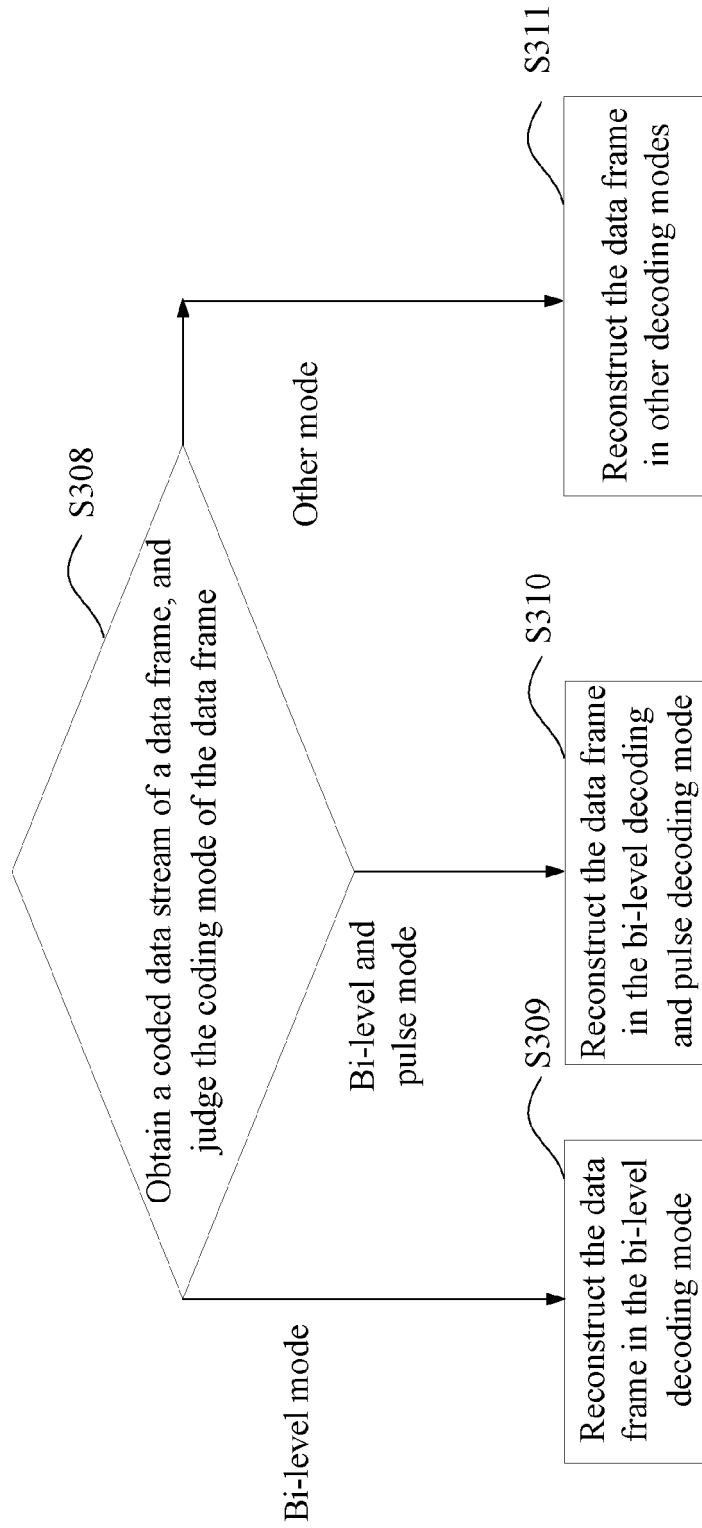 S308
Obtain a coded data stream of a data frame, and
judge the coding mode of the data frame
Bi-level mode
Bi-level and
pulse mode
Other mode
S309
Reconstruct the data
frame in the bi-level
decoding mode
S310
Reconstruct the data frame
in the bi-level decoding
and pulse decoding mode
S311
Reconstruct the data frame
in other decoding modes